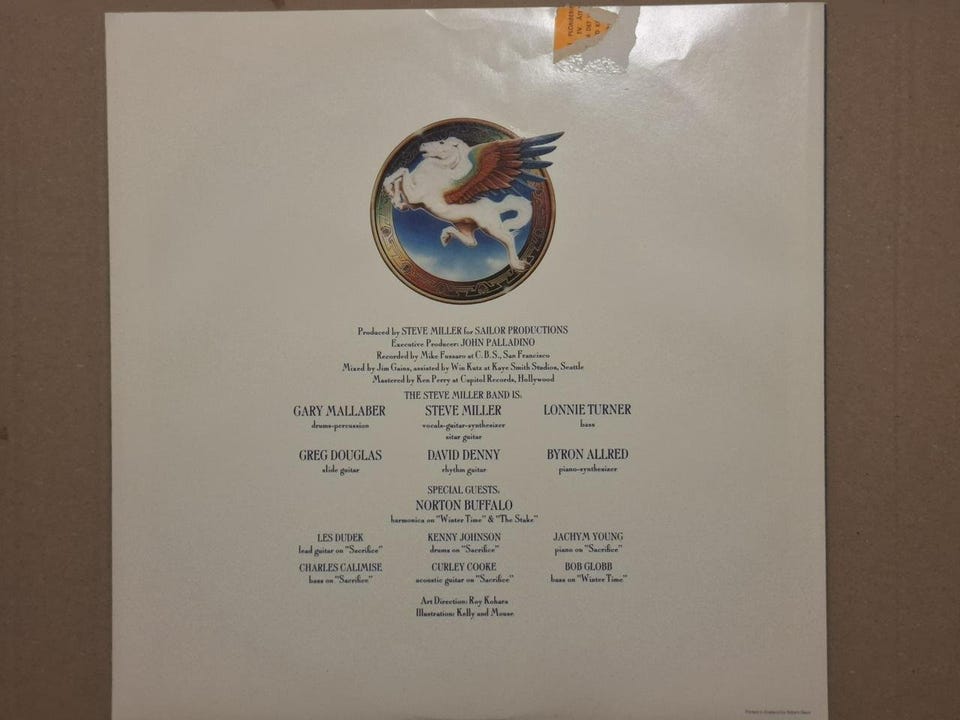 Produced by STEVE MILLER for SAILOR PRODUCTIONS
Executive Producer: JOHN PALLADINO
Recorded by Mike Fusaro at C.B.S., San Francisco
Mixed by Jim Gains, assisted by Win Kutz at Kaye Smith Studios, Seattle
Mastered by Ken Perry at Capitol Records, Hollywood
THE STEVE MILLER BAND IS:
GARY MALLABER STEVE MILLER LONNIE TURNER
drums-percussion vocals-guitar-synthesizer bass
sitar guitar
GREG DOUGLAS DAVID DENNY BYRON ALLRED
slide guitar rhythm guitar piano-synthesizer
SPECIAL GUESTS:
NORTON BUFFALO
harmonica on "Winter Time" & "The Stake"
LES DUDEK KENNY JOHNSON JACHYM YOUNG
lead guitar on "Sacrifice" drums on "Sacrifice" piano on "Sacrifice"
CHARLES CALIMISE CURLEY COOKE BOB GLOBB
bass on "Sacrifice" acoustic guitar on "Sacrifice" bass on "Winter Time"
Art Direction: Roy Kohara
Illustration: Kelly and Mouse